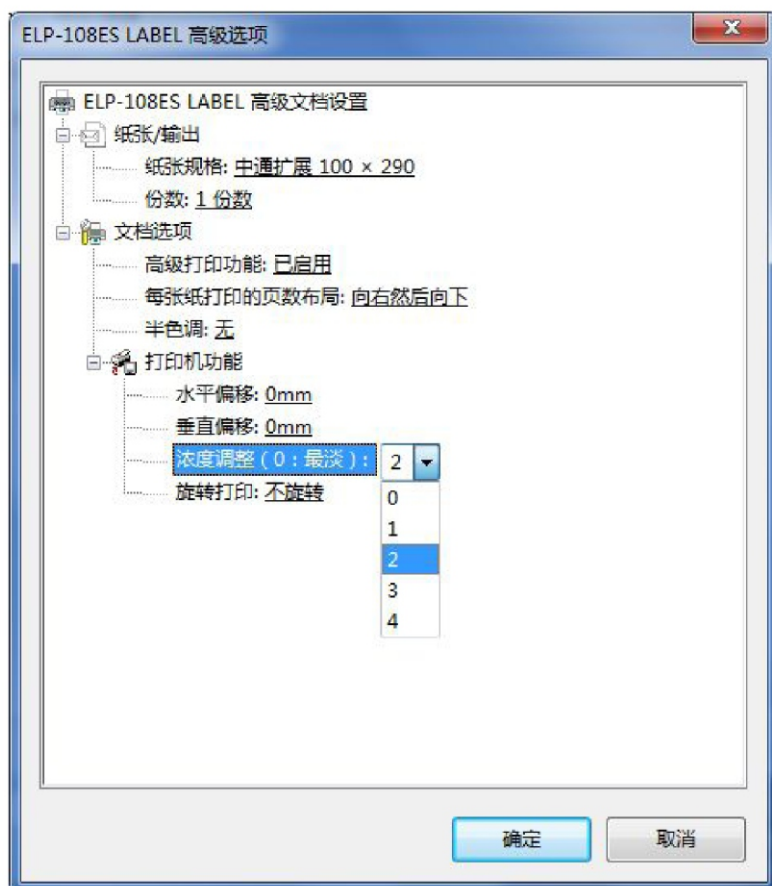 ELP-108ES LABEL 高级选项
ELP-108ES LABEL 高级文档设置
纸张/输出
纸张规格: 中通扩展 100 × 290
份数: 1 份数
文档选项
高级打印功能: 已启用
每张纸打印的页数布局: 向右然后向下
半色调: 无
打印机功能
水平偏移: 0mm
垂直偏移: 0mm
浓度调整 ( 0 : 最淡 ) : 2
旋转打印: 不旋转
0
1
2
3
4
确定 取消